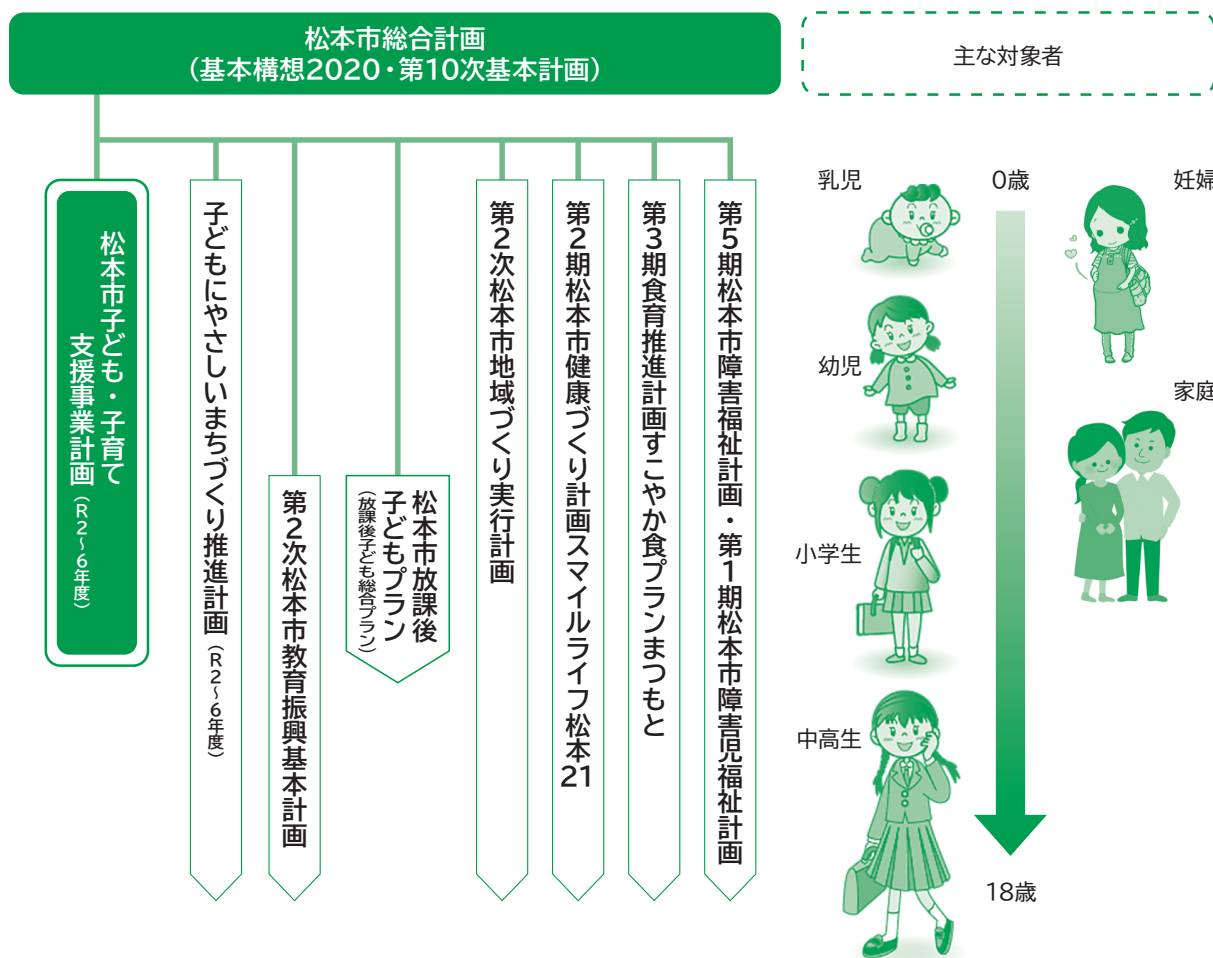 松本市総合計画
（基本構想2020・第10次基本計画）
主な対象者
松本市子ども・子育て
支援事業計画（R2～6年度）
子どもにやさしいまちづくり推進計画（R2～6年度）
第2次松本市教育振興基本計画
松本市放課後
子どもプラン
（放課後子ども総合プラン）
第2次松本市地域づくり実行計画
第2期松本市健康づくり計画スマイルライフ松本21
第3期食育推進計画すこやか食プランまつもと
第5期松本市障害福祉計画・第1期松本市障害児福祉計画
乳児
0歳
妊婦
幼児
家庭
小学生
中高生
18歳